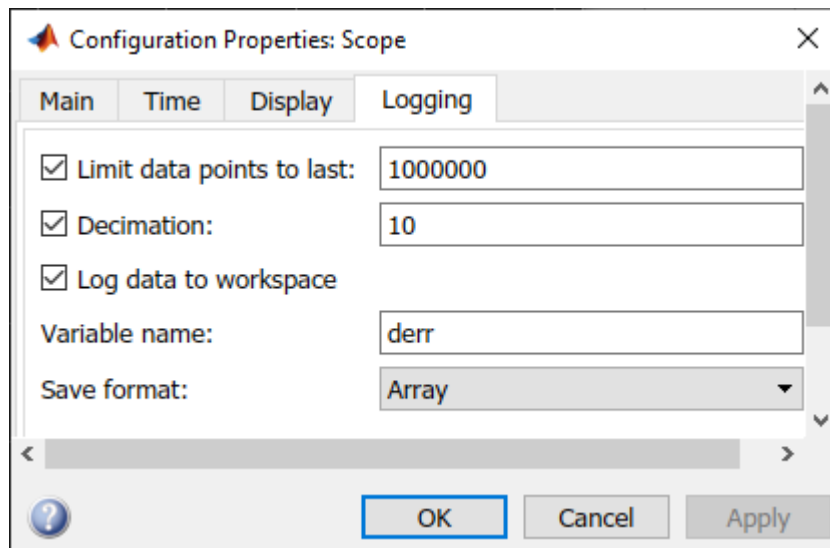 Configuration Properties: Scope
Main Time Display Logging
Limit data points to last: 1000000
Decimation: 10
Log data to workspace
Variable name: derr
Save format: Array
? OK Cancel Apply